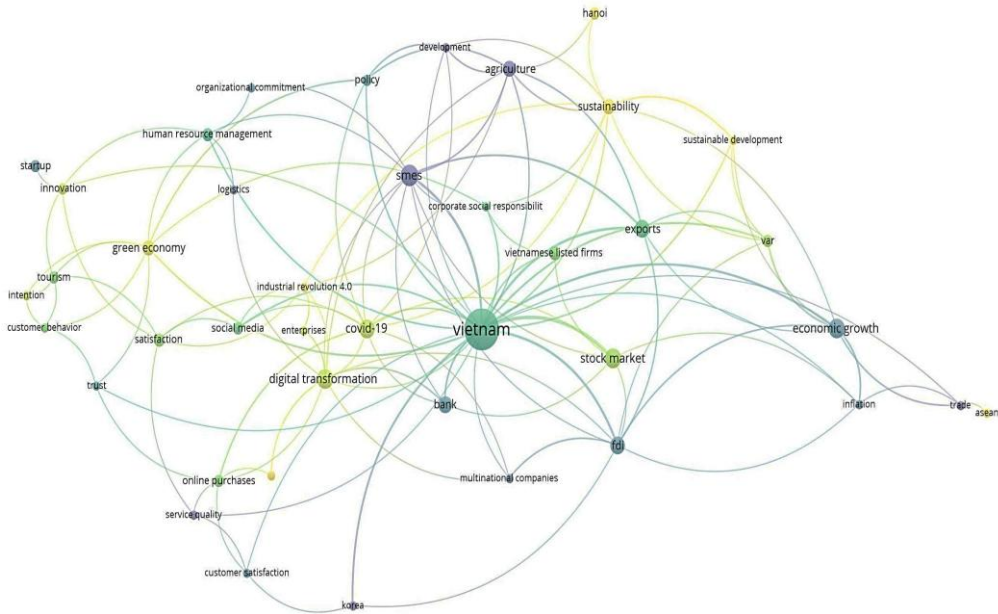 hanoi
development
agriculture
policy
organizational commitment
sustainability
human resource management
sustainable development
startup
smes
innovation
logistics
corporate social responsibilit
exports
var
green economy
vietnamese listed firms
tourism
industrial revolution 4.0
intention
customer behavior
social media
enterprises
covid-19
vietnam
economic growth
satisfaction
stock market
digital transformation
trust
bank
inflation
trade
asean
fdi
online purchases
multinational companies
service quality
customer satisfaction
korea